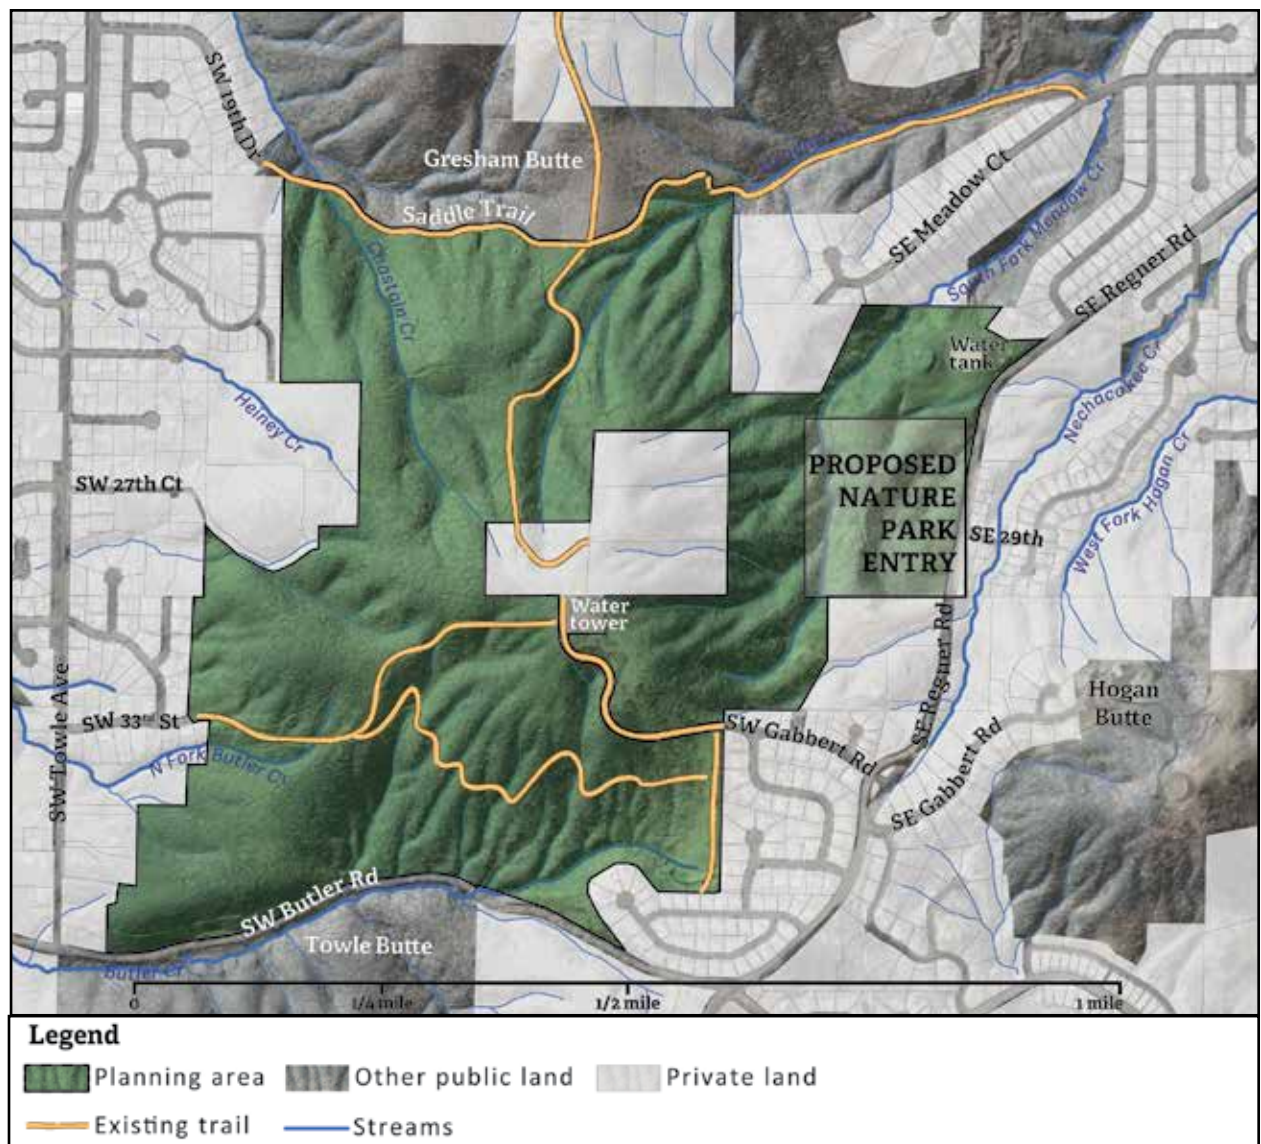 SW 19th Dr
Gresham Butte
Saddle Trail
SE Meadow Ct
South Fork Meadow Cr
SE Regner Rd
Chastain Cr
Water
tank
Nechacokee Cr
Heiney Cr
West Fork Hogan Cr
SW 27th Ct
PROPOSED
NATURE
PARK
ENTRY
SE 29th
Water
tower
SE Regner Rd
SW Towle Ave
SW 33rd St
SW Gabbert Rd
Hogan
Butte
N Fork Butler Cr
SE Gabbert Rd
SW Butler Rd
Towle Butte
Butler Cr
0
1/4 mile
1/2 mile
1 mile
Legend
Planning area
Other public land
Private land
Existing trail
Streams